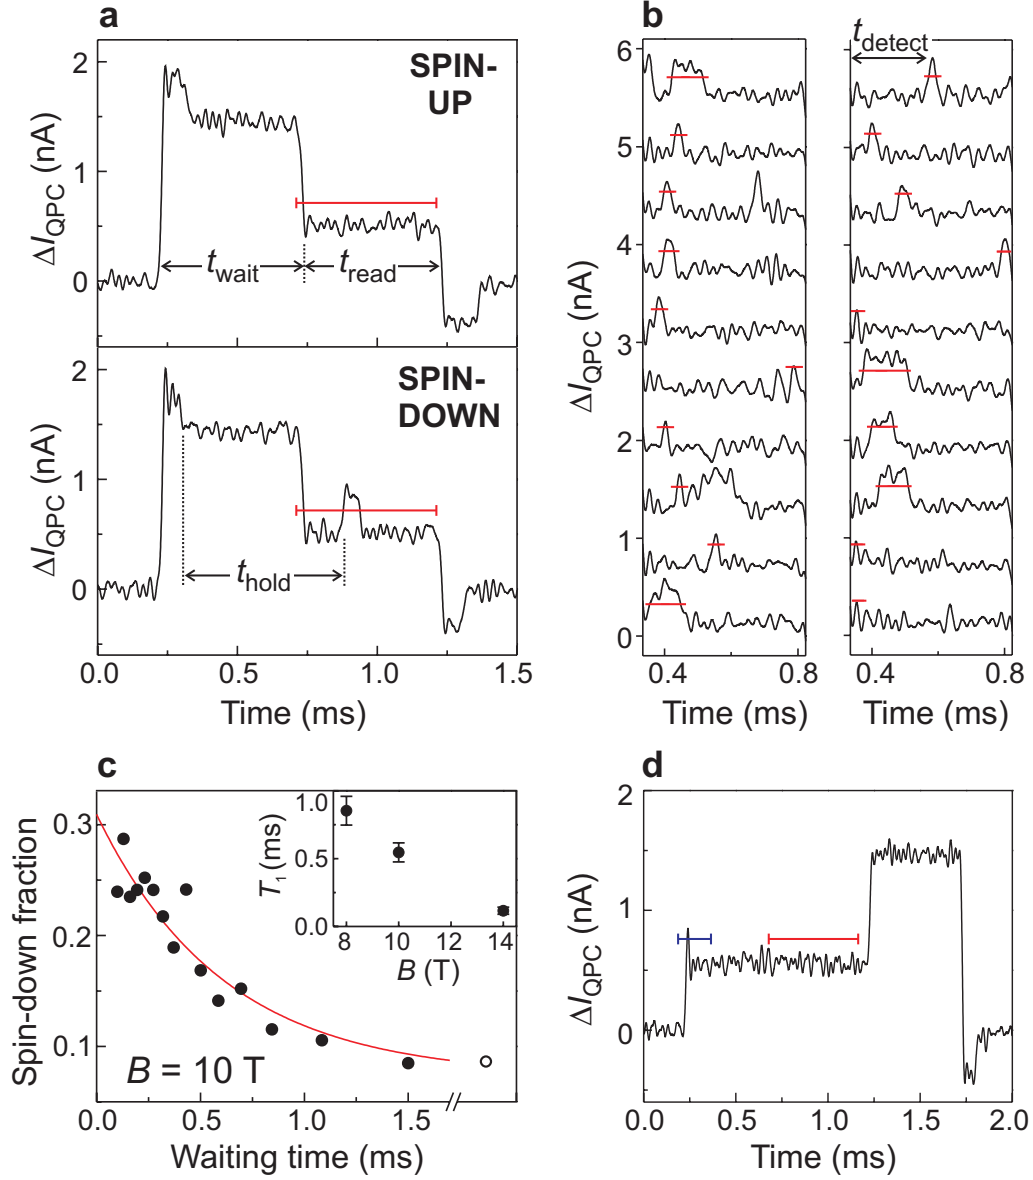 a
SPIN-
UP
ΔI_QPC (nA)
2
1
0
t_wait
t_read
SPIN-
DOWN
ΔI_QPC (nA)
2
1
0
t_hold
0.0 0.5 1.0 1.5
Time (ms)
b
t_detect
ΔI_QPC (nA)
6
5
4
3
2
1
0
0.4 0.8
Time (ms)
0.4 0.8
Time (ms)
c
Spin-down fraction
0.3
0.2
0.1
T_1 (ms)
1.0
0.5
0.0
8 10 12 14
B (T)
B = 10 T
0.0 0.5 1.0 1.5
Waiting time (ms)
d
ΔI_QPC (nA)
2
1
0
0.0 0.5 1.0 1.5 2.0
Time (ms)